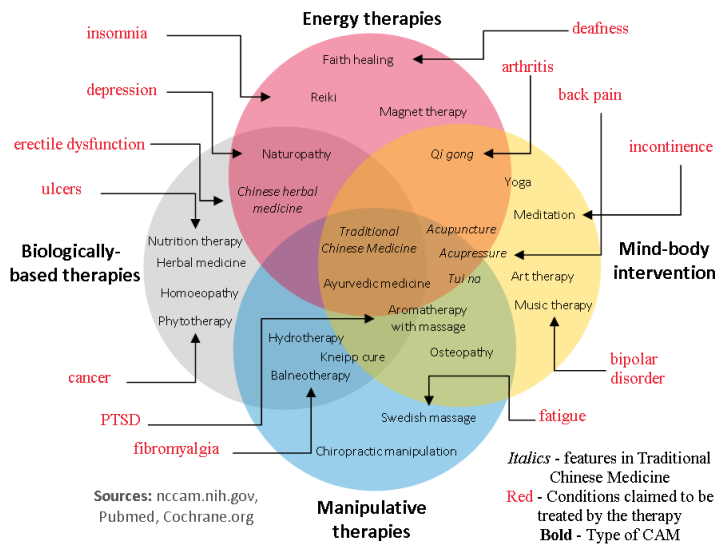 Energy therapies
insomnia
deafness
Faith healing
arthritis
depression
Reiki
back pain
Magnet therapy
erectile dysfunction
Naturopathy
Qi gong
incontinence
ulcers
Chinese herbal
medicine
Yoga
Meditation
Nutrition therapy
Traditional
Chinese Medicine
Acupuncture
Biologically-
based therapies
Herbal medicine
Acupressure
Mind-body
intervention
Homoeopathy
Ayurvedic medicine
Tui na
Art therapy
Phytotherapy
Aromatherapy
with massage
Music therapy
Hydrotherapy
Kneipp cure
Osteopathy
bipolar
disorder
cancer
Balneotherapy
PTSD
Swedish massage
fatigue
fibromyalgia
Chiropractic manipulation
Italics - features in Traditional
Chinese Medicine
Red - Conditions claimed to be
treated by the therapy
Bold - Type of CAM
Sources: nccam.nih.gov,
Pubmed, Cochrane.org
Manipulative
therapies